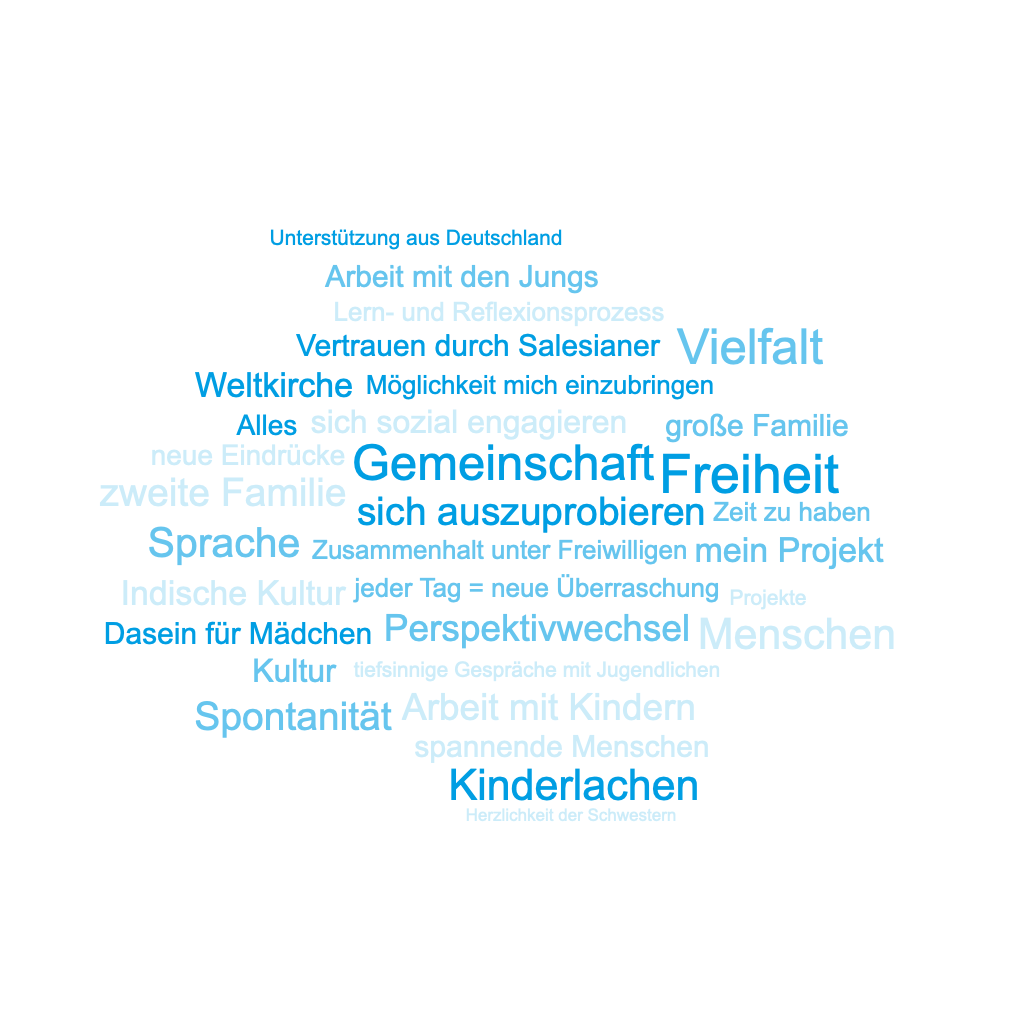 Unterstützung aus Deutschland
Arbeit mit den Jungs
Lern- und Reflexionsprozess
Vertrauen durch Salesianer
Vielfalt
Weltkirche
Möglichkeit mich einzubringen
Alles
sich sozial engagieren
große Familie
neue Eindrücke
Gemeinschaft
Freiheit
zweite Familie
sich auszuprobieren
Zeit zu haben
Sprache
Zusammenhalt unter Freiwilligen
mein Projekt
Indische Kultur
jeder Tag = neue Überraschung
Projekte
Dasein für Mädchen
Perspektivwechsel
Menschen
Kultur
tiefsinnige Gespräche mit Jugendlichen
Spontanität
Arbeit mit Kindern
spannende Menschen
Kinderlachen
Herzlichkeit der Schwestern